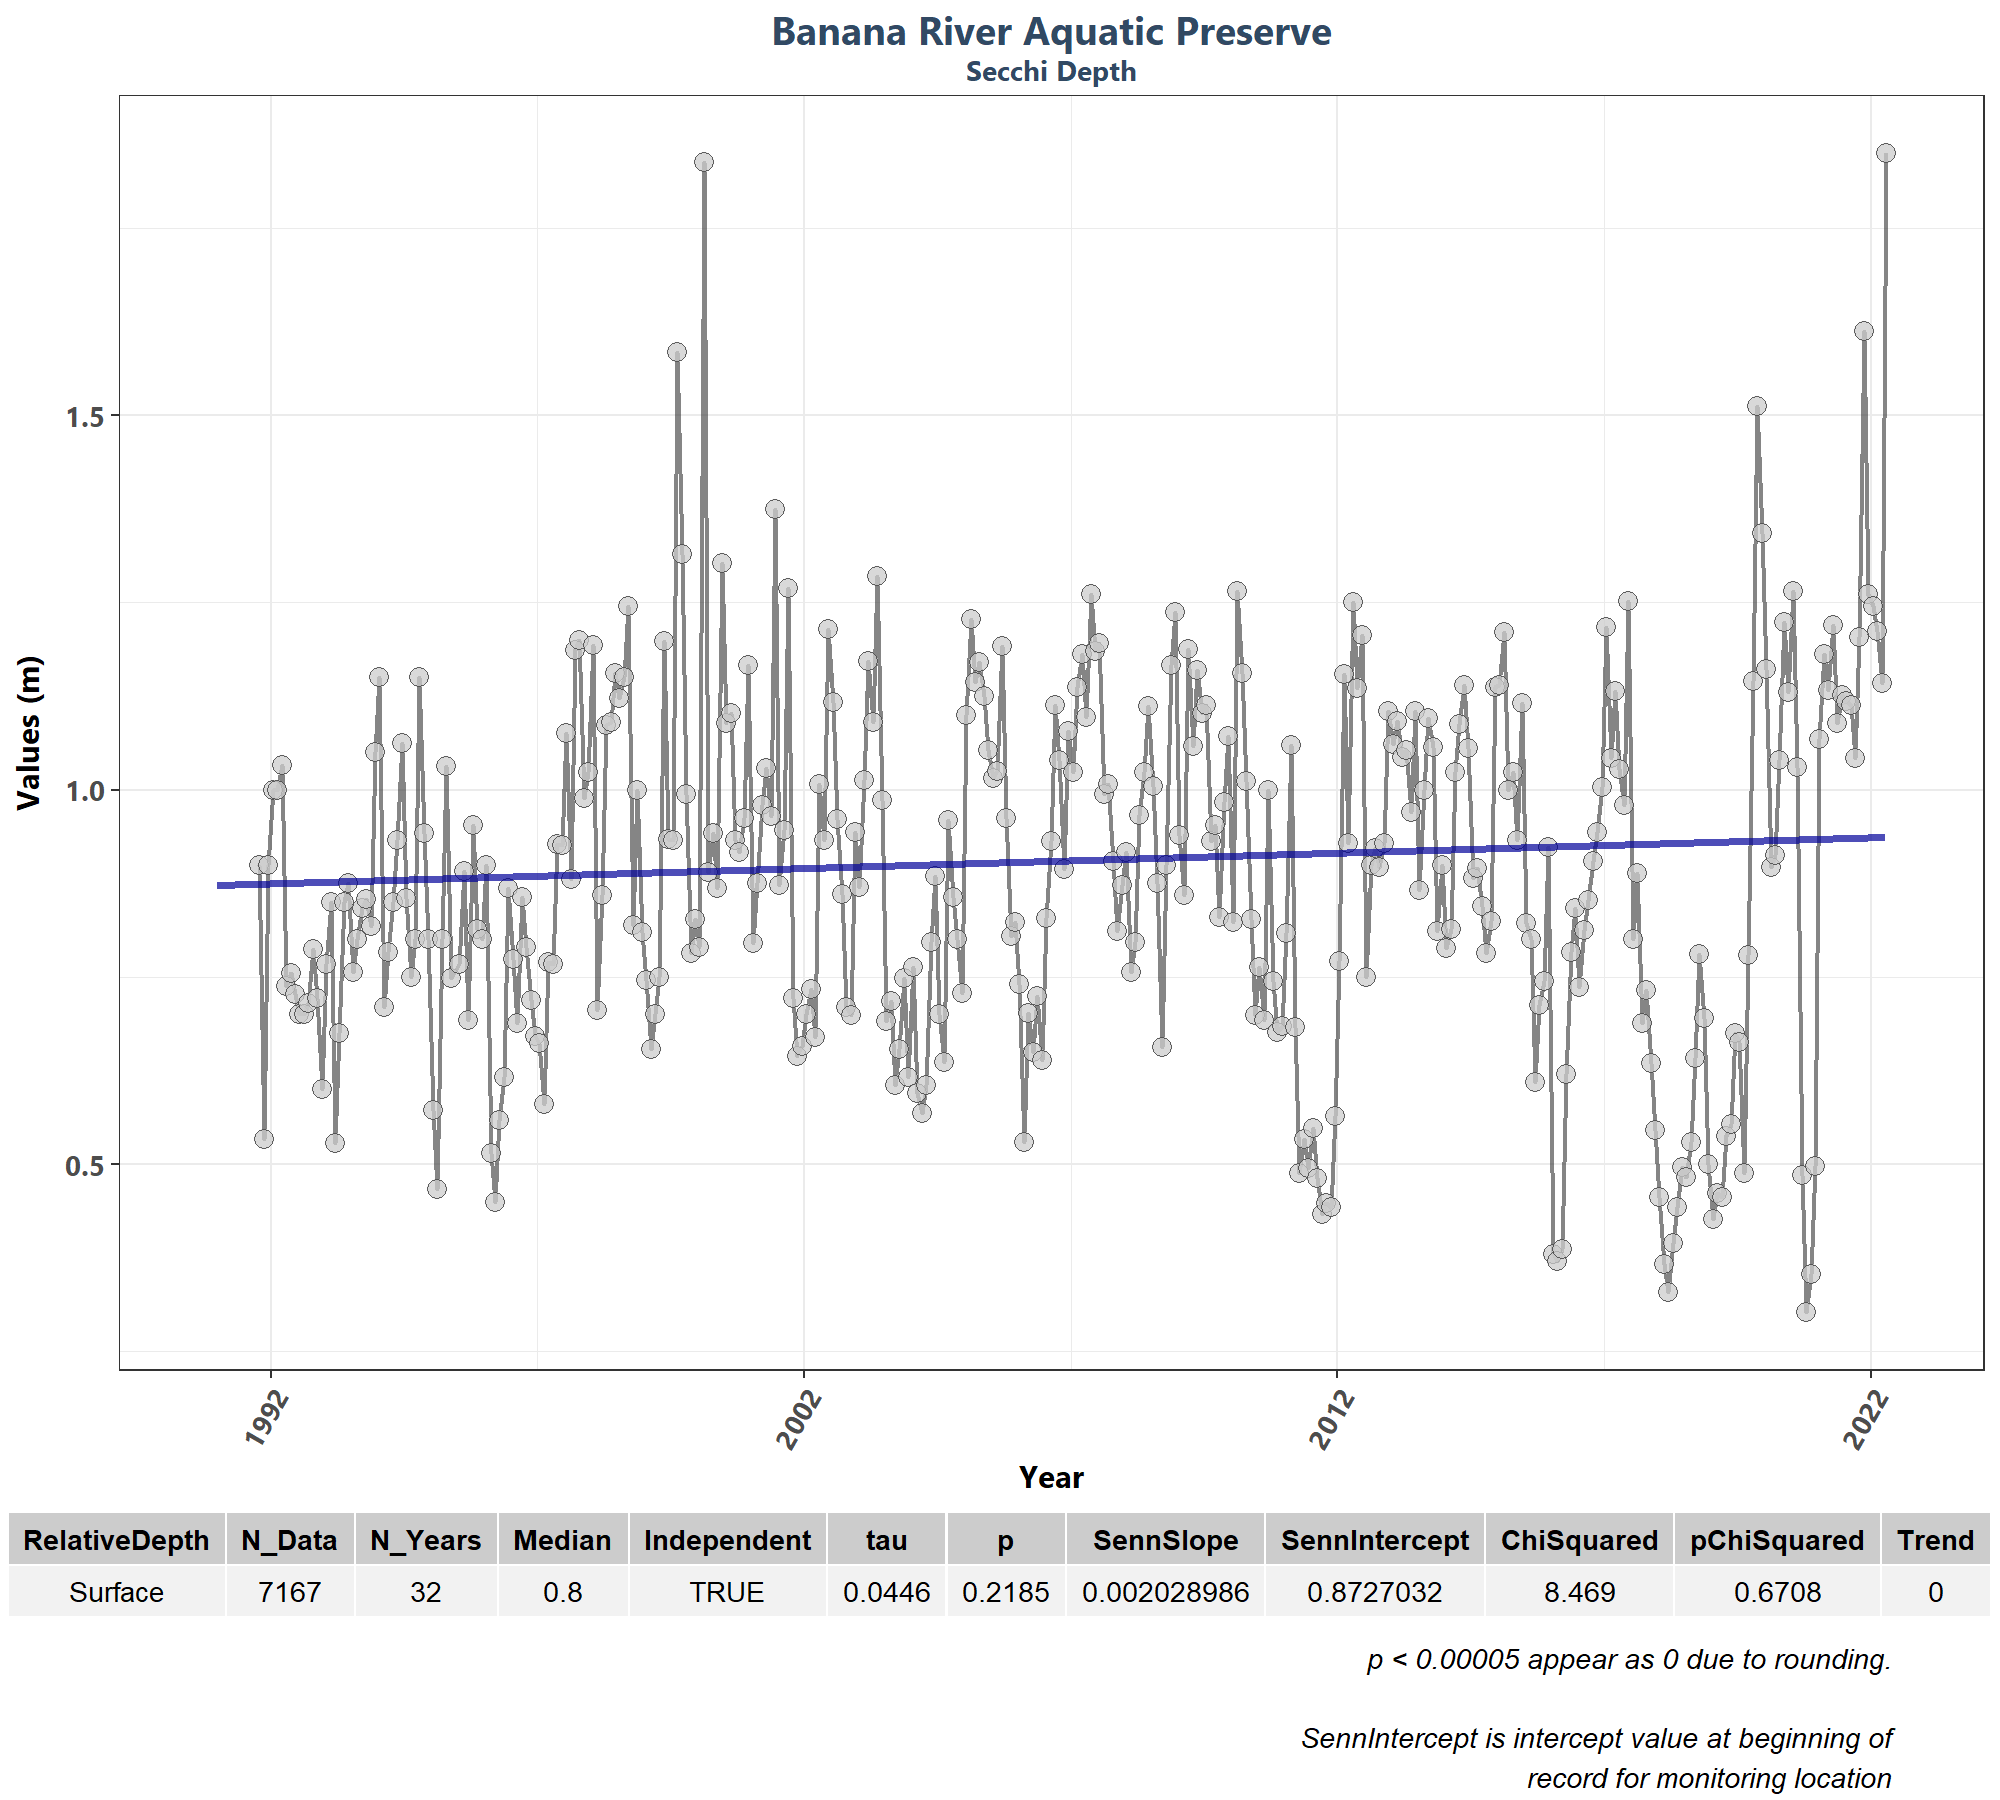 Banana River Aquatic Preserve
Secchi Depth
Values (m)
1.5
1.0
0.5
1992
2002
2012
2022
Year
RelativeDepth N_Data N_Years Median Independent tau p SennSlope SennIntercept ChiSquared pChiSquared Trend
Surface 7167 32 0.8 TRUE 0.0446 0.2185 0.002028986 0.8727032 8.469 0.6708 0
p < 0.00005 appear as 0 due to rounding.
SennIntercept is intercept value at beginning of
record for monitoring location